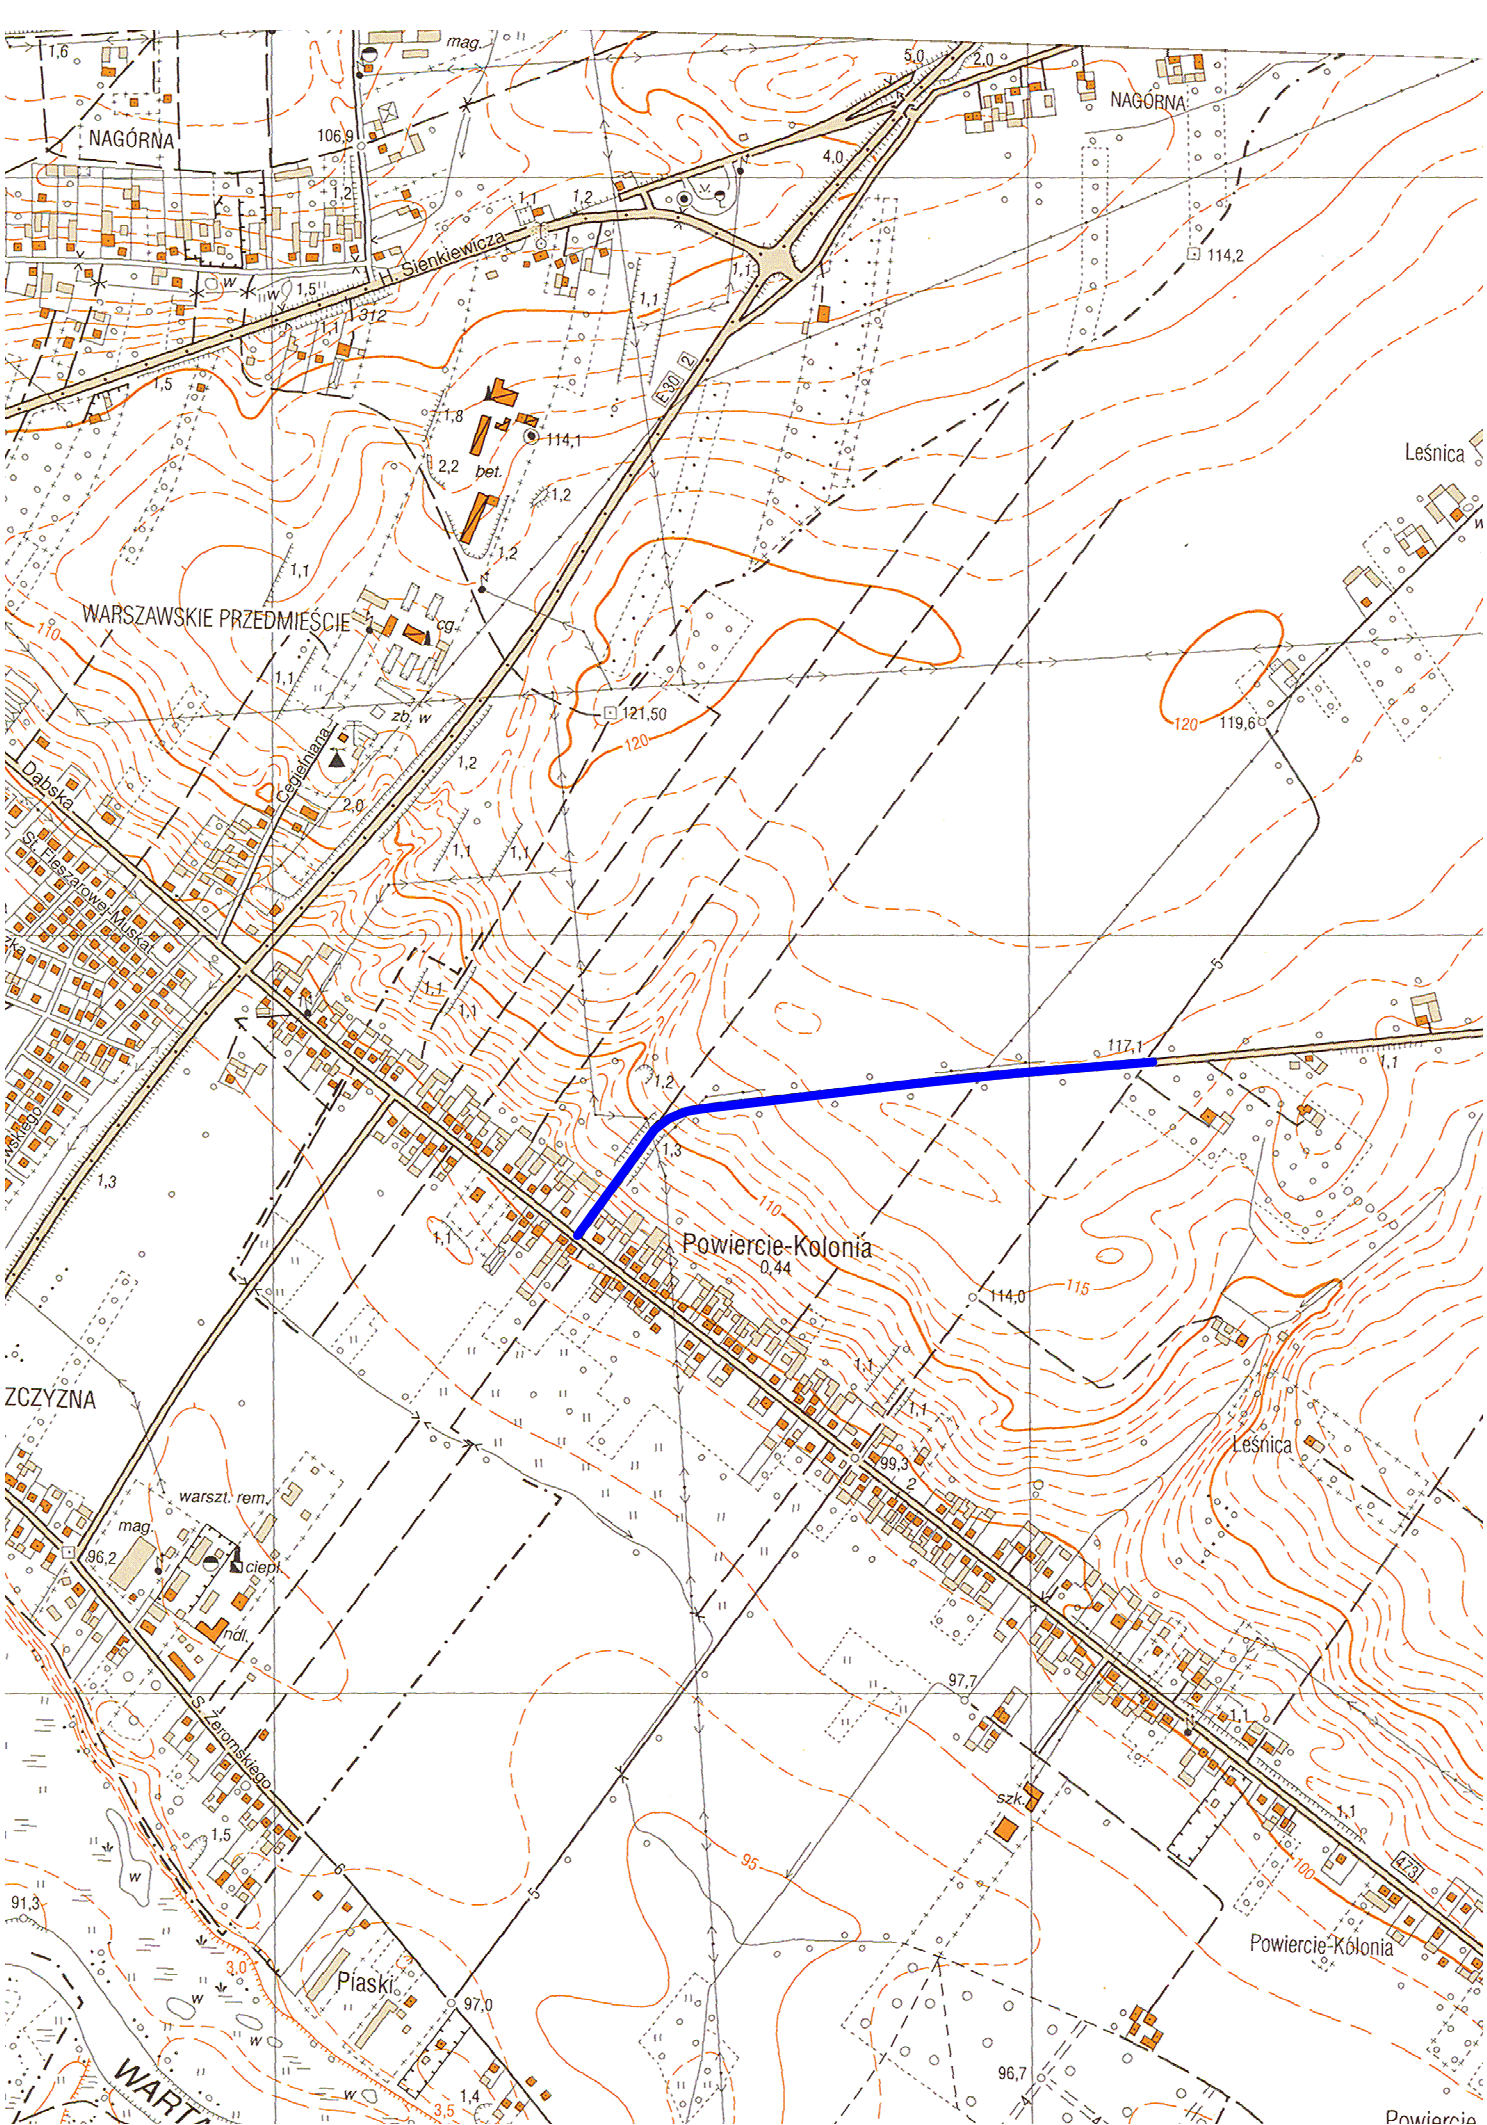 mag.
1,6
5,0
2,0
NAGÓRNA
NAGÓRNA
106,9
4,0
1,2
1,1
1,2
H. Sienkiewicza
114,2
w
w
1,5
1,1
1,1
312
1,1
1,5
E30
2
1,8
114,1
Leśnica
2,2
bet.
1,2
w
1,2
1,1
WARSZAWSKIE PRZEDMIEŚCIE
cg.
110
1,1
zb. w
121,50
120
120
119,6
Cegielniana
1,2
Dąbska
2,0
St. Fleszarowej-Muskat
1,1
1,1
5
1,1
1,1
117,1
1,1
1,2
1,3
1,3
110
1,1
Powiercie-Kolonia
0,44
114,0
115
1,1
1,1
ZCZYZNA
Leśnica
99,3
2
warszt. rem.
mag.
96,2
ciepł.
ndl.
97,7
1,1
S. Żeromskiego
szk.
1,1
1,5
95
473
100
w
6
5
91,3
Powiercie-Kolonia
3,0
Piaski
97,0
w
w
96,7
WARTA
w
1,4
3,5
Powiercie